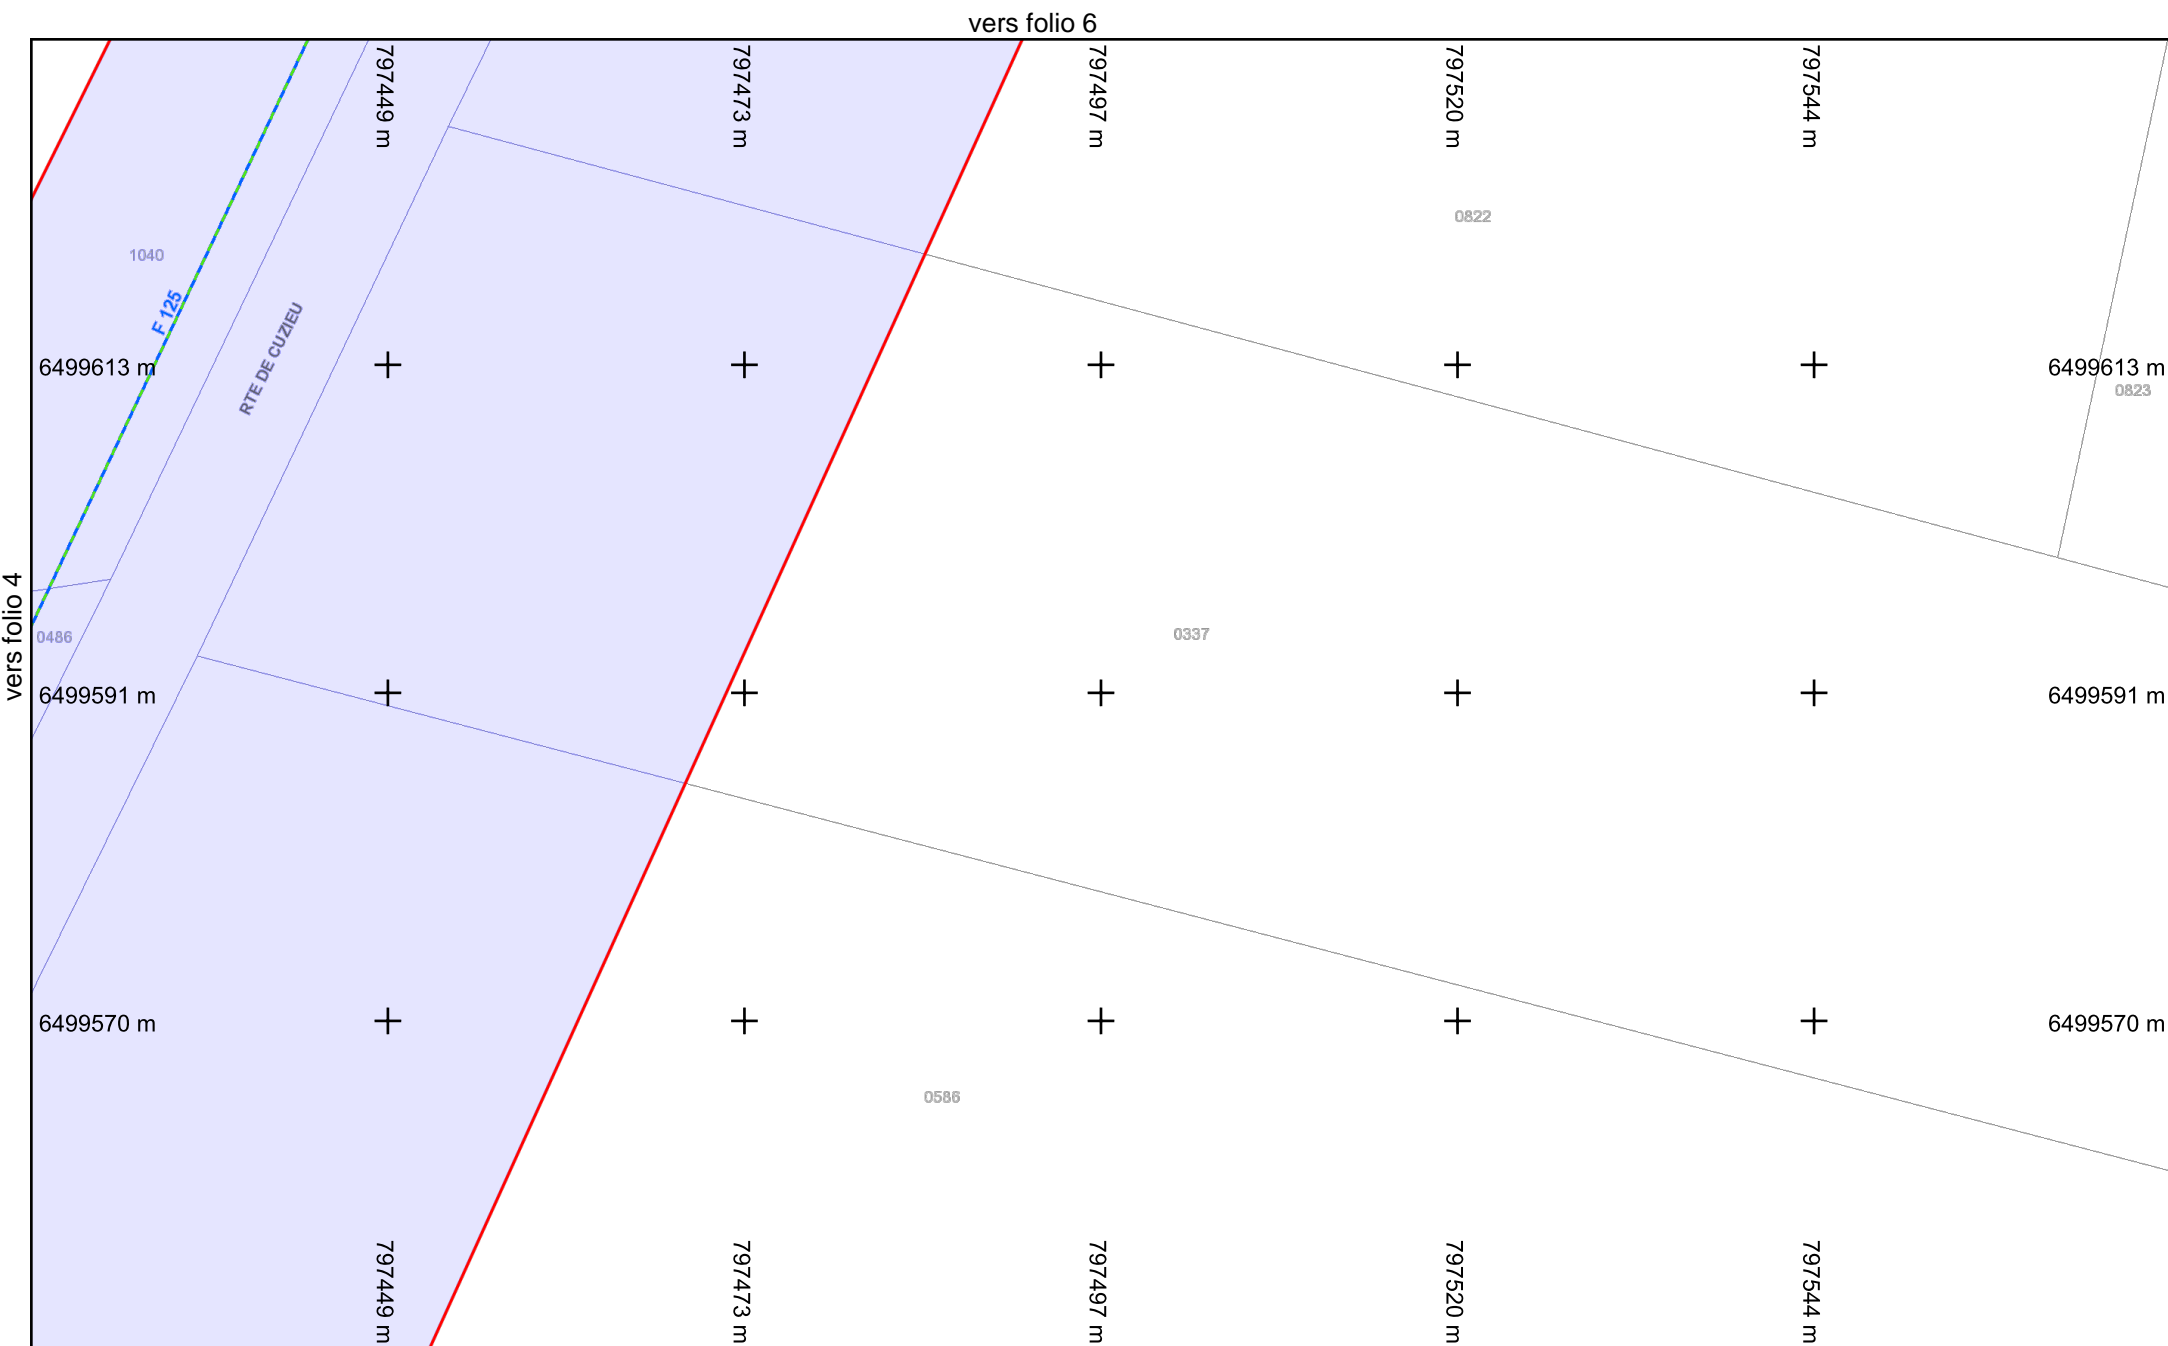 vers folio 6
797449 m
797473 m
797497 m
797520 m
797544 m
0822
1040
F 125
RTE DE CUZIEU
6499613 m
6499613 m
0823
vers folio 4
0486
0337
6499591 m
6499591 m
6499570 m
6499570 m
0586
797449 m
797473 m
797497 m
797520 m
797544 m